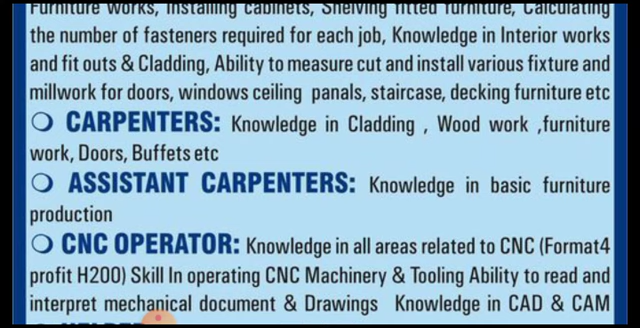 Furniture works, Installing cabinets, Shelving fitted furniture, Calculating
the number of fasteners required for each job, Knowledge in Interior works
and fit outs & Cladding, Ability to measure cut and install various fixture and
millwork for doors, windows ceiling panels, staircase, decking furniture etc
CARPENTERS: Knowledge in Cladding , Wood work ,furniture
work, Doors, Buffets etc
ASSISTANT CARPENTERS: Knowledge in basic furniture
production
CNC OPERATOR: Knowledge in all areas related to CNC (Format4
profit H200) Skill In operating CNC Machinery & Tooling Ability to read and
interpret mechanical document & Drawings Knowledge in CAD & CAM